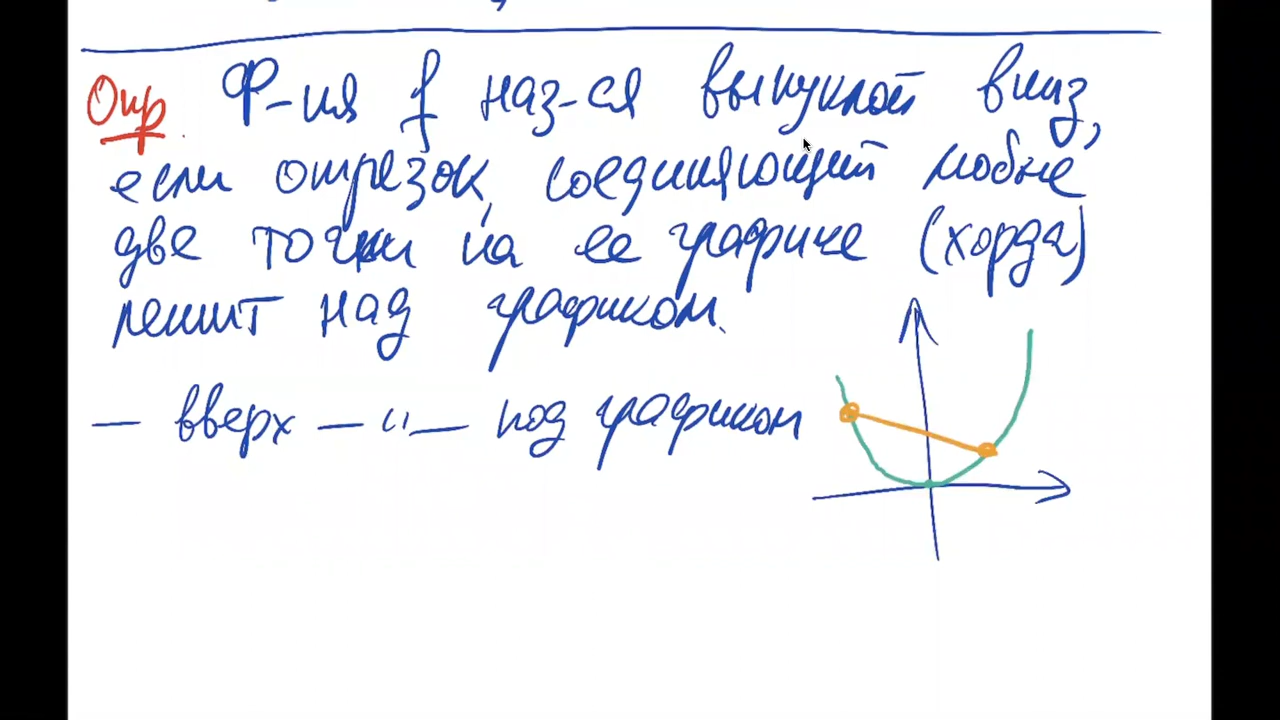 Опр. Ф-ия f наз-ся выпуклой вниз,
если отрезок, соединяющий любые
две точки на ее графике (хорда)
лежит над графиком.
— вверх — " — под графиком